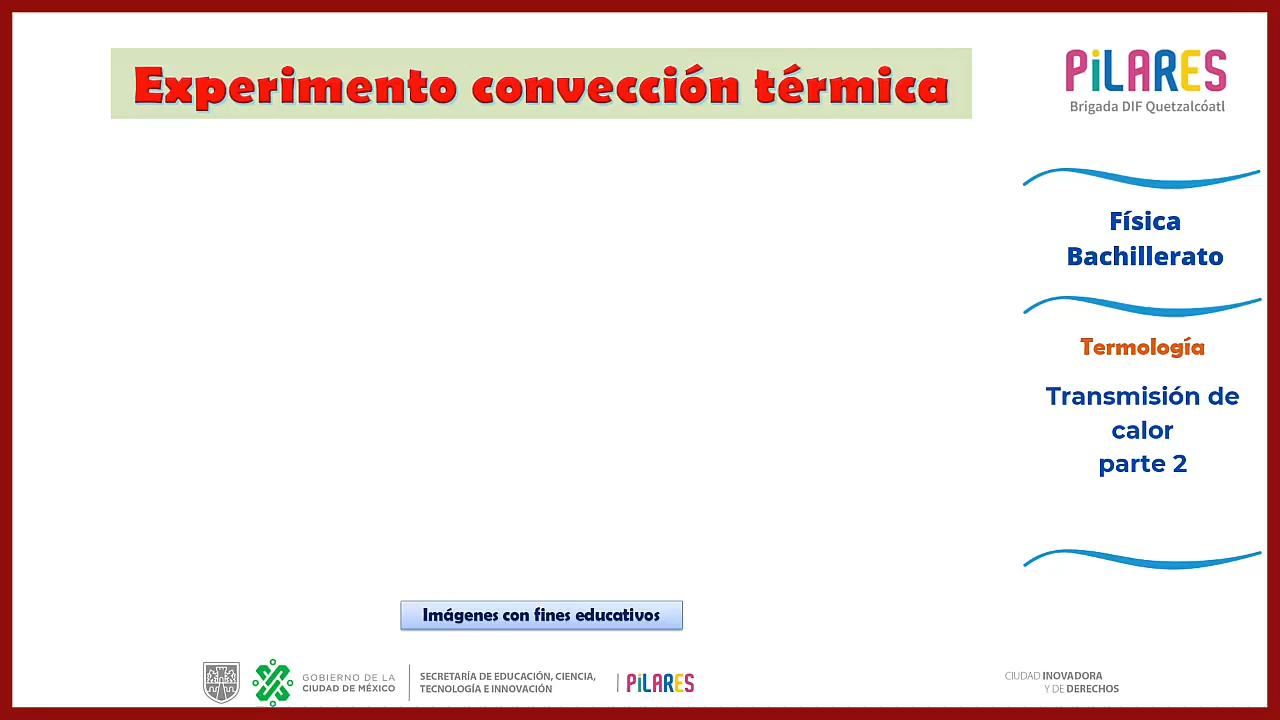 Experimento convección térmica
PiLARES
Brigada DIF Quetzalcóatl
Física
Bachillerato
Termología
Transmisión de
calor
parte 2
Imágenes con fines educativos
GOBIERNO DE LA
CIUDAD DE MÉXICO
SECRETARÍA DE EDUCACIÓN, CIENCIA,
TECNOLOGÍA E INNOVACIÓN
PiLARES
CIUDAD INOVADORA
Y DE DERECHOS